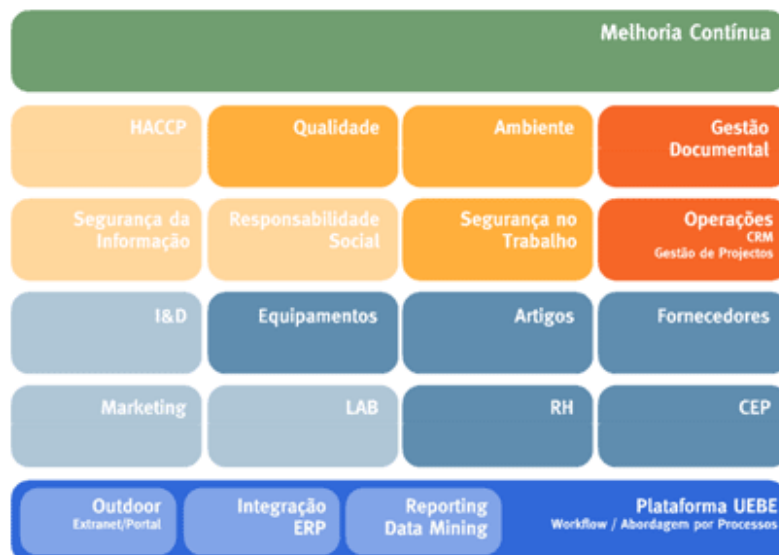 Melhoria Contínua
HACCP
Qualidade
Ambiente
Gestão
Documental
Segurança da
Informação
Responsabilidade
Social
Segurança no
Trabalho
Operações
CRM
Gestão de Projectos
I&D
Equipamentos
Artigos
Fornecedores
Marketing
LAB
RH
CEP
Outdoor
Extranet/Portal
Integração
ERP
Reporting
Data Mining
Plataforma UEBE
Workflow / Abordagem por Processos